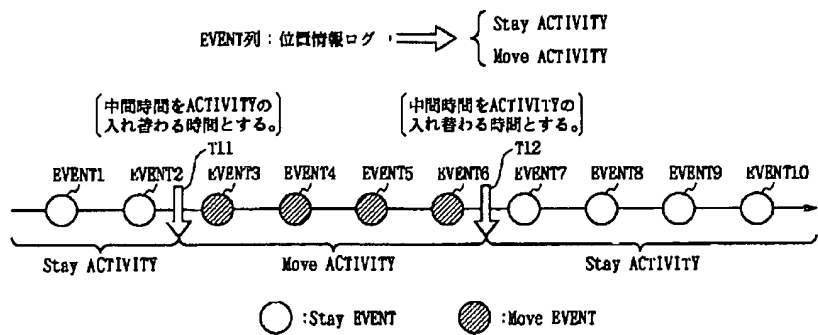 EVENT列:位置情報ログ
Stay ACTIVITY
Move ACTIVITY
中間時間をACTIVITYの
入れ替わる時間とする。
中間時間をACTIVITYの
入れ替わる時間とする。
T11
T12
EVENT1 EVENT2 EVENT3 EVENT4 EVENT5 EVENT6 EVENT7 EVENT8 EVENT9 EVENT10
Stay ACTIVITY Move ACTIVITY Stay ACTIVITY
:Stay EVENT :Move EVENT